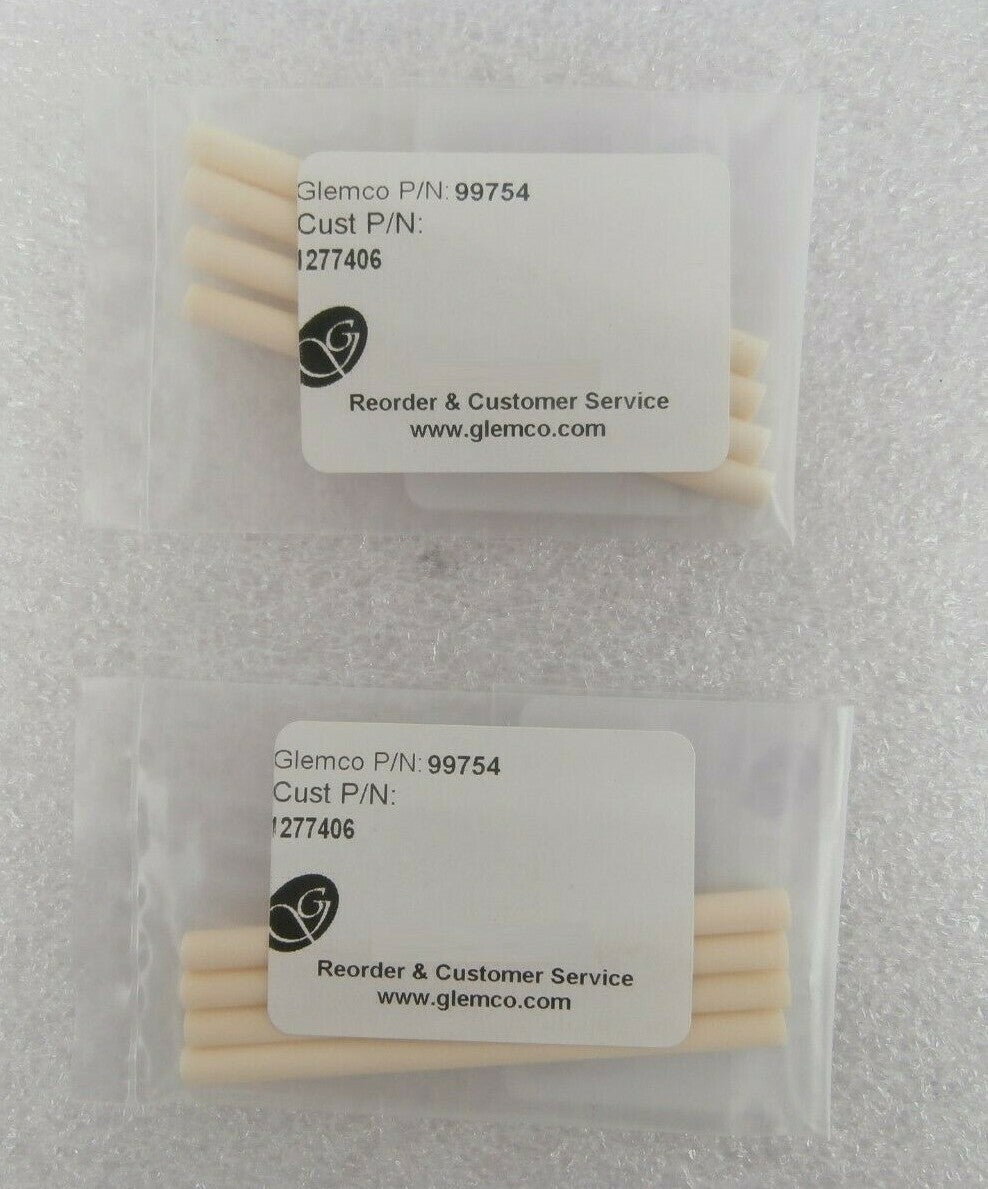 Glemco P/N: 99754
Cust P/N:
1277406
G
Reorder & Customer Service
www.glemco.com
Glemco P/N: 99754
Cust P/N:
1277406
G
Reorder & Customer Service
www.glemco.com